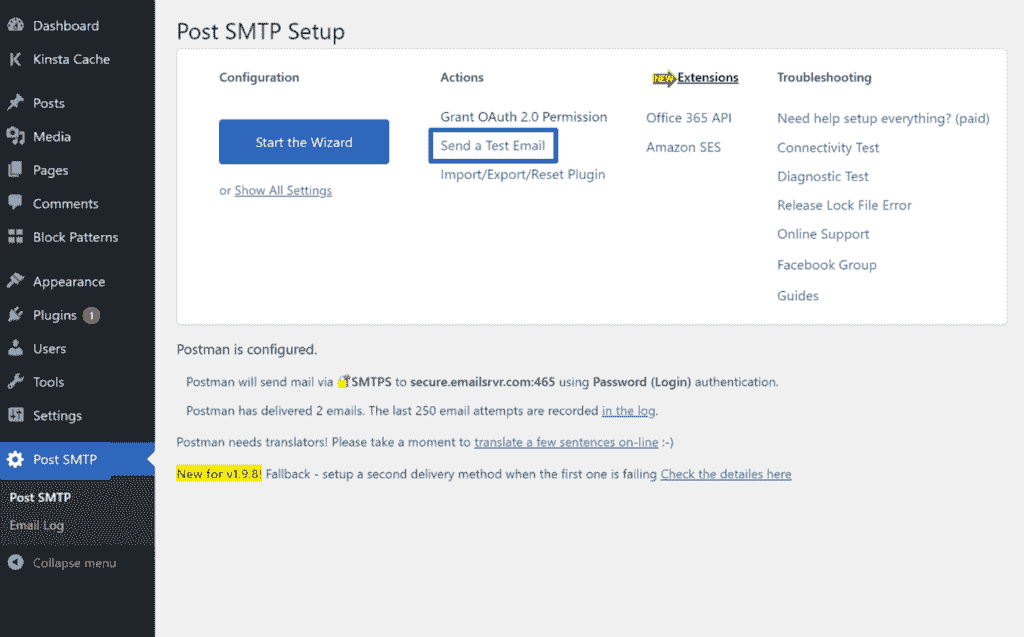 Dashboard
Kinsta Cache
Posts
Media
Pages
Comments
Block Patterns
Appearance
Plugins 1
Users
Tools
Settings
Post SMTP
Post SMTP
Email Log
Collapse menu
Post SMTP Setup
Configuration
Start the Wizard
or Show All Settings
Actions
Grant OAuth 2.0 Permission
Send a Test Email
Import/Export/Reset Plugin
NEW Extensions
Office 365 API
Amazon SES
Troubleshooting
Need help setup everything? (paid)
Connectivity Test
Diagnostic Test
Release Lock File Error
Online Support
Facebook Group
Guides
Postman is configured.
Postman will send mail via SMTPS to secure.emailsrvr.com:465 using Password (Login) authentication.
Postman has delivered 2 emails. The last 250 email attempts are recorded in the log.
Postman needs translators! Please take a moment to translate a few sentences on-line :-)
New for v1.9.8! Fallback - setup a second delivery method when the first one is failing Check the detailes here